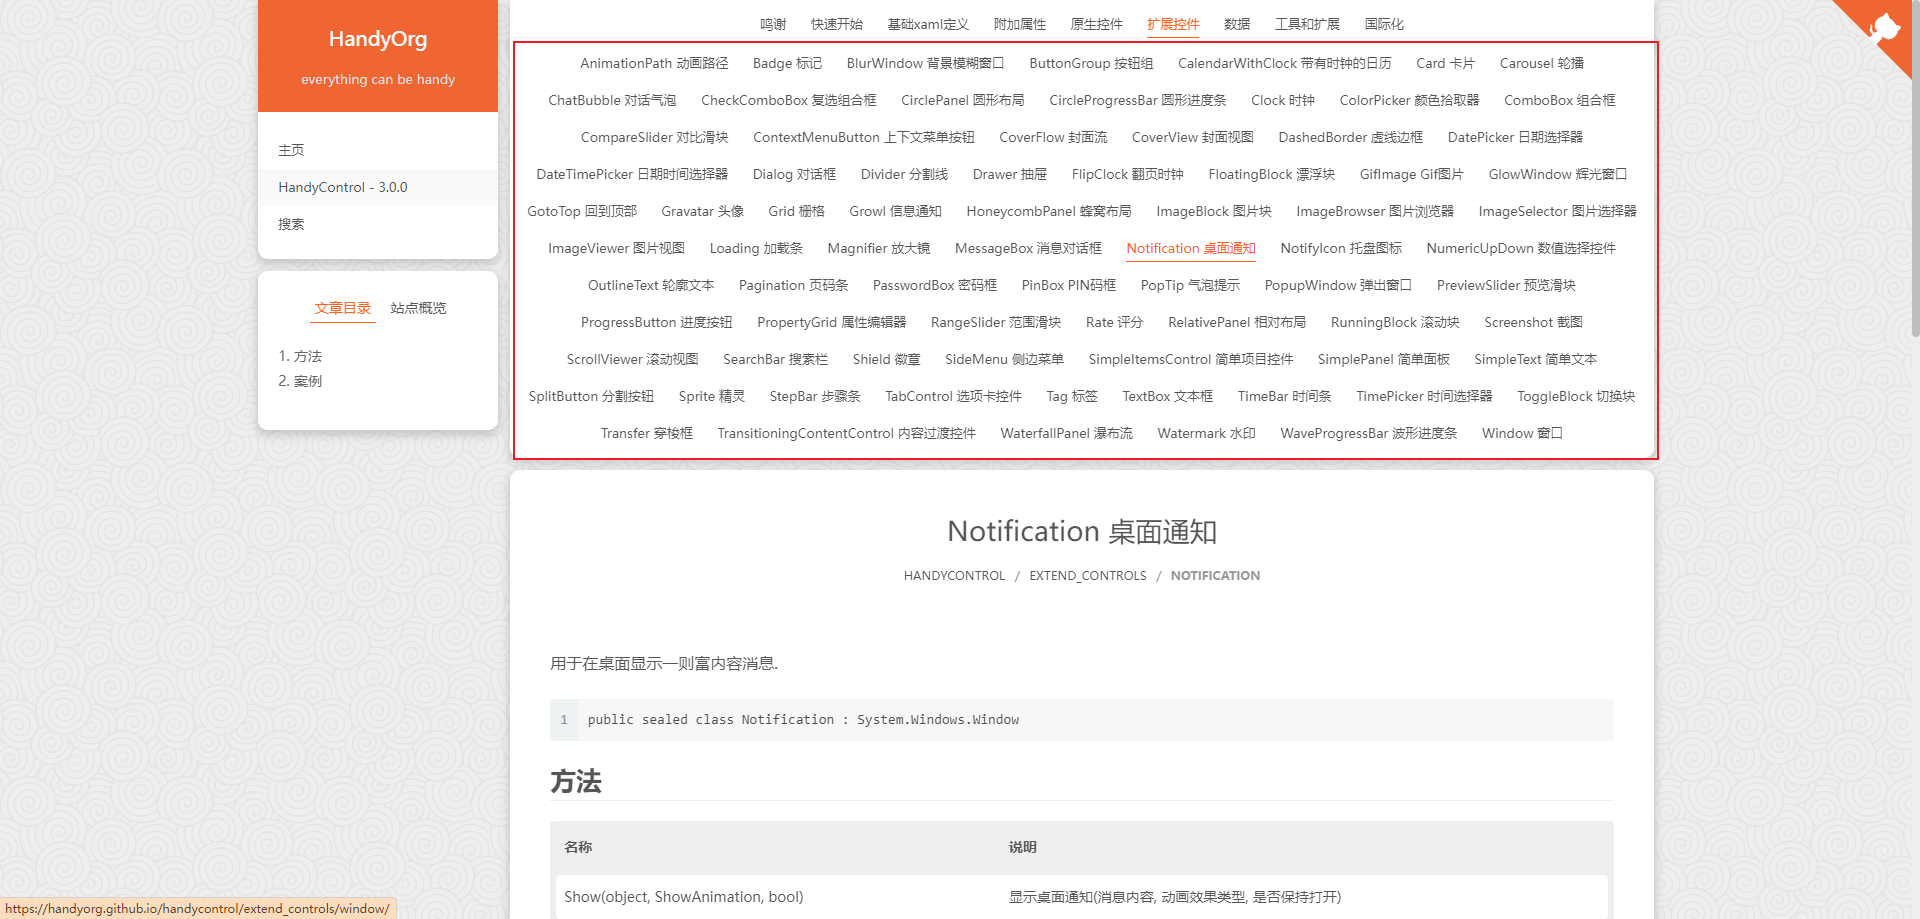 HandyOrg
everything can be handy
主页
HandyControl - 3.0.0
搜索
文章目录 站点概览
1. 方法
2. 案例
鸣谢 快速开始 基础xaml定义 附加属性 原生控件 扩展控件 数据 工具和扩展 国际化
AnimationPath 动画路径 Badge 标记 BlurWindow 背景模糊窗口 ButtonGroup 按钮组 CalendarWithClock 带有时钟的日历 Card 卡片 Carousel 轮播
ChatBubble 对话气泡 CheckComboBox 复选组合框 CirclePanel 圆形布局 CircleProgressBar 圆形进度条 Clock 时钟 ColorPicker 颜色拾取器 ComboBox 组合框
CompareSlider 对比滑块 ContextMenuButton 上下文菜单按钮 CoverFlow 封面流 CoverView 封面视图 DashedBorder 虚线边框 DatePicker 日期选择器
DateTimePicker 日期时间选择器 Dialog 对话框 Divider 分割线 Drawer 抽屉 FlipClock 翻页时钟 FloatingBlock 漂浮块 GifImage Gif图片 GlowWindow 辉光窗口
GotoTop 回到顶部 Gravatar 头像 Grid 栅格 Growl 信息通知 HoneycombPanel 蜂窝布局 ImageBlock 图片块 ImageBrowser 图片浏览器 ImageSelector 图片选择器
ImageViewer 图片视图 Loading 加载条 Magnifier 放大镜 MessageBox 消息对话框 Notification 桌面通知 NotifyIcon 托盘图标 NumericUpDown 数值选择控件
OutlineText 轮廓文本 Pagination 页码条 PasswordBox 密码框 PinBox PIN码框 PopTip 气泡提示 PopupWindow 弹出窗口 PreviewSlider 预览滑块
ProgressButton 进度按钮 PropertyGrid 属性编辑器 RangeSlider 范围滑块 Rate 评分 RelativePanel 相对布局 RunningBlock 滚动块 Screenshot 截图
ScrollViewer 滚动视图 SearchBar 搜索栏 Shield 徽章 SideMenu 侧边菜单 SimpleItemsControl 简单项目控件 SimplePanel 简单面板 SimpleText 简单文本
SplitButton 分割按钮 Sprite 精灵 StepBar 步骤条 TabControl 选项卡控件 Tag 标签 TextBox 文本框 TimeBar 时间条 TimePicker 时间选择器 ToggleBlock 切换块
Transfer 穿梭框 TransitioningContentControl 内容过渡控件 WaterfallPanel 瀑布流 Watermark 水印 WaveProgressBar 波形进度条 Window 窗口
Notification 桌面通知
HANDYCONTROL / EXTEND_CONTROLS / NOTIFICATION
用于在桌面显示一则富内容消息.
1 public sealed class Notification : System.Windows.Window
方法
名称 说明
Show(object, ShowAnimation, bool) 显示桌面通知(消息内容, 动画效果类型, 是否保持打开)
https://handyorg.github.io/handycontrol/extend_controls/window/